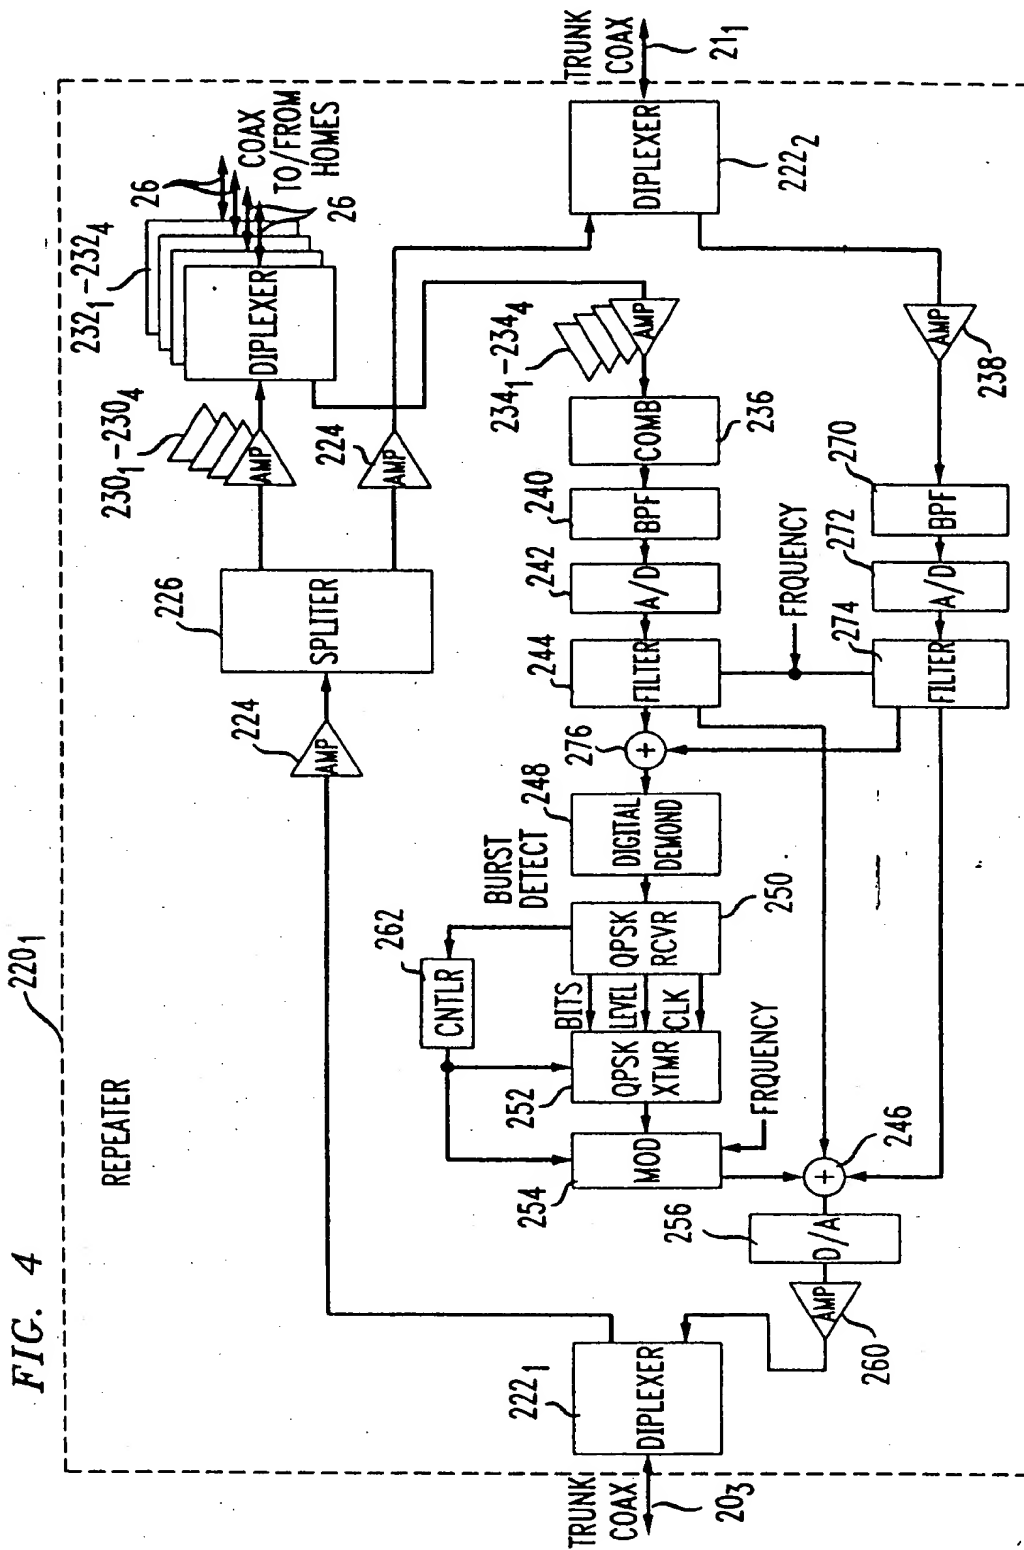 FIG. 4
220₁
REPEATER
TRUNK
COAX
20₃
DIPLEXER
222₁
AMP
224
SPLITER
226
AMP
230₁-230₄
DIPLEXER
232₁-232₄
26
COAX
TO/FROM
HOMES
26
AMP
224
TRUNK
COAX
21₁
DIPLEXER
222₂
AMP
234₁-234₄
COMB
236
BPF
240
A/D
242
FILTER
244
FRQUENCY
+
276
DIGITAL
DEMOND
248
BURST
DETECT
QPSK
RCVR
250
CNTLR
262
BITS
LEVEL
CLK
QPSK
XTMR
252
MOD
254
FRQUENCY
AMP
238
BPF
270
A/D
272
FILTER
274
+
246
D/A
256
AMP
260